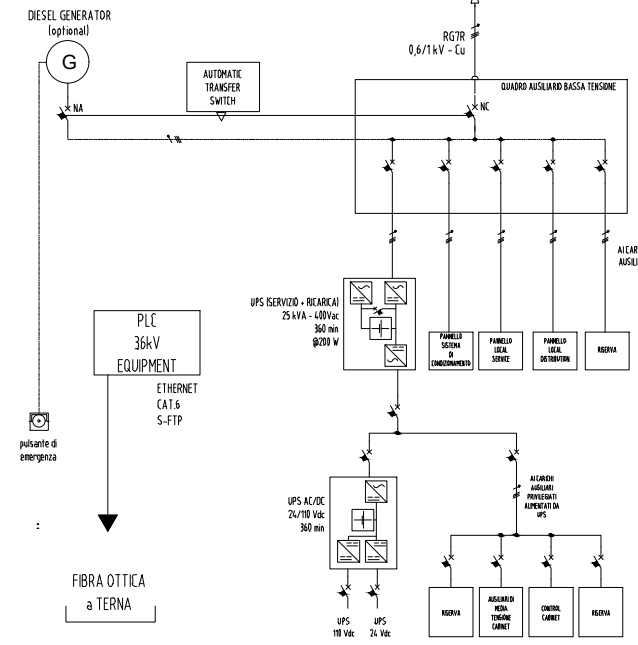 DIESEL GENERATOR
(optional)
G
NA
AUTOMATIC
TRANSFER
SWITCH
RG7R
0,6/1 kV - Cu
QUADRO AUSILIARIO BASSA TENSIONE
NC
AI CAR
AUSILI
UPS (SERVIZIO + RICARICA)
25 kVA - 400Vac
360 min
@200 W
PANNELLO
SISTEMA
DI
CONDIZIONAMENTO
PANNELLO
LOCAL
SERVICE
PANNELLO
LOCAL
DISTRIBUTION
RISERVA
PLC
36kV
EQUIPMENT
ETHERNET
CAT.6
S-FTP
pulsante di
emergenza
:
FIBRA OTTICA
a TERNA
UPS AC/DC
24/110 Vdc
360 min
AI CARICHI
AUSILIARI
PRIVILEGIATI
ALIMENTATI DA
UPS
UPS
110 Vdc
UPS
24 Vdc
RISERVA
AUSILIARI DI
MEDIA
TENSIONE
CABINET
CONTROL
CABINET
RISERVA